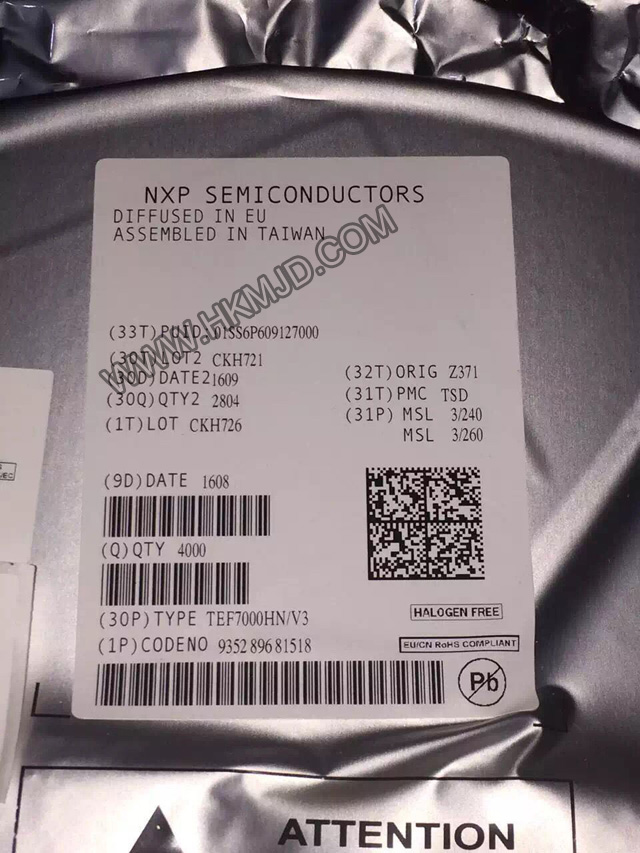 NXP SEMICONDUCTORS
DIFFUSED IN EU
ASSEMBLED IN TAIWAN
WWW.HKMJD.COM
(33T)PUID:01SS6P609127000
(30T)LOT2 CKH721
(30D)DATE2 1609
(30Q)QTY2 2804
(1T)LOT CKH726
(32T)ORIG Z371
(31T)PMC TSD
(31P) MSL 3/240
MSL 3/260
(9D)DATE 1608
(Q)QTY 4000
(30P)TYPE TEF7000HN/V3
(1P)CODENO 9352 896 81518
HALOGEN FREE
EU/CN RoHS COMPLIANT
Pb
ATTENTION